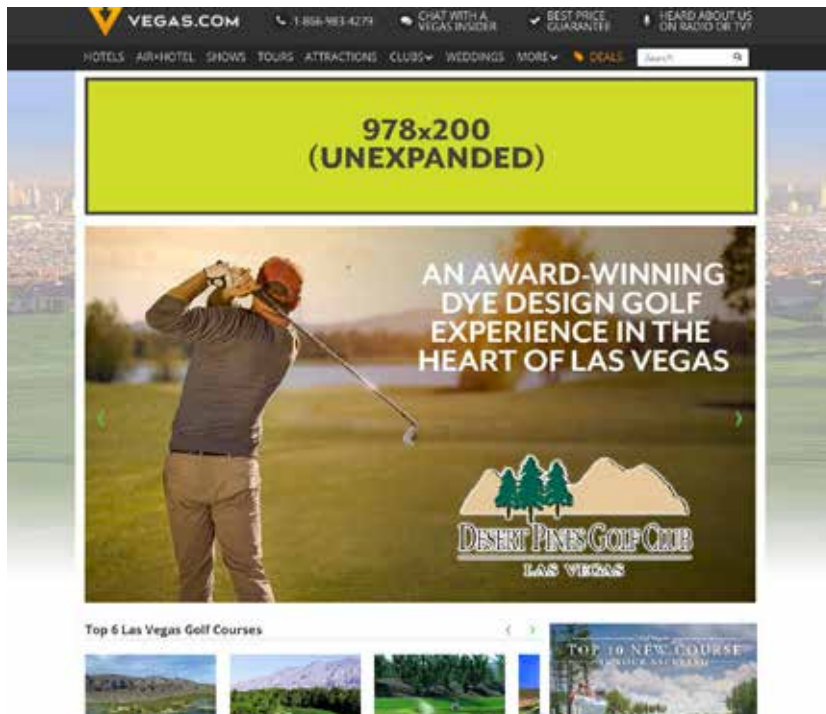 VEGAS.COM
1-866-983-4279
CHAT WITH A
VEGAS INSIDER
BEST PRICE
GUARANTEE
HEARD ABOUT US
ON RADIO OR TV?
HOTELS AIR+HOTEL SHOWS TOURS ATTRACTIONS CLUBS WEDDINGS MORE DEALS Search
978x200
(UNEXPANDED)
AN AWARD-WINNING
DYE DESIGN GOLF
EXPERIENCE IN THE
HEART OF LAS VEGAS
DESERT PINES GOLF CLUB
LAS VEGAS
Top 6 Las Vegas Golf Courses
TOP 10 NEW COURSE